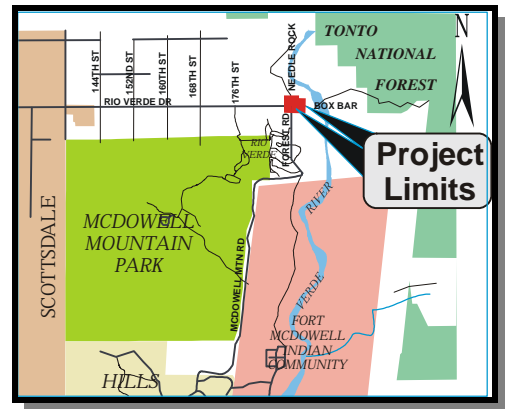 TONTO
NATIONAL
FOREST
N
144TH ST
152ND ST
160TH ST
168TH ST
176TH ST
NEEDLE ROCK
RIO VERDE DR
BOX BAR
FOREST RD
RIO
VERDE
Project
Limits
SCOTTSDALE
MCDOWELL
MOUNTAIN
PARK
MCDOWELL MTN RD
RIVER
VERDE
FORT
MCDOWELL
INDIAN
COMMUNITY
HILLS